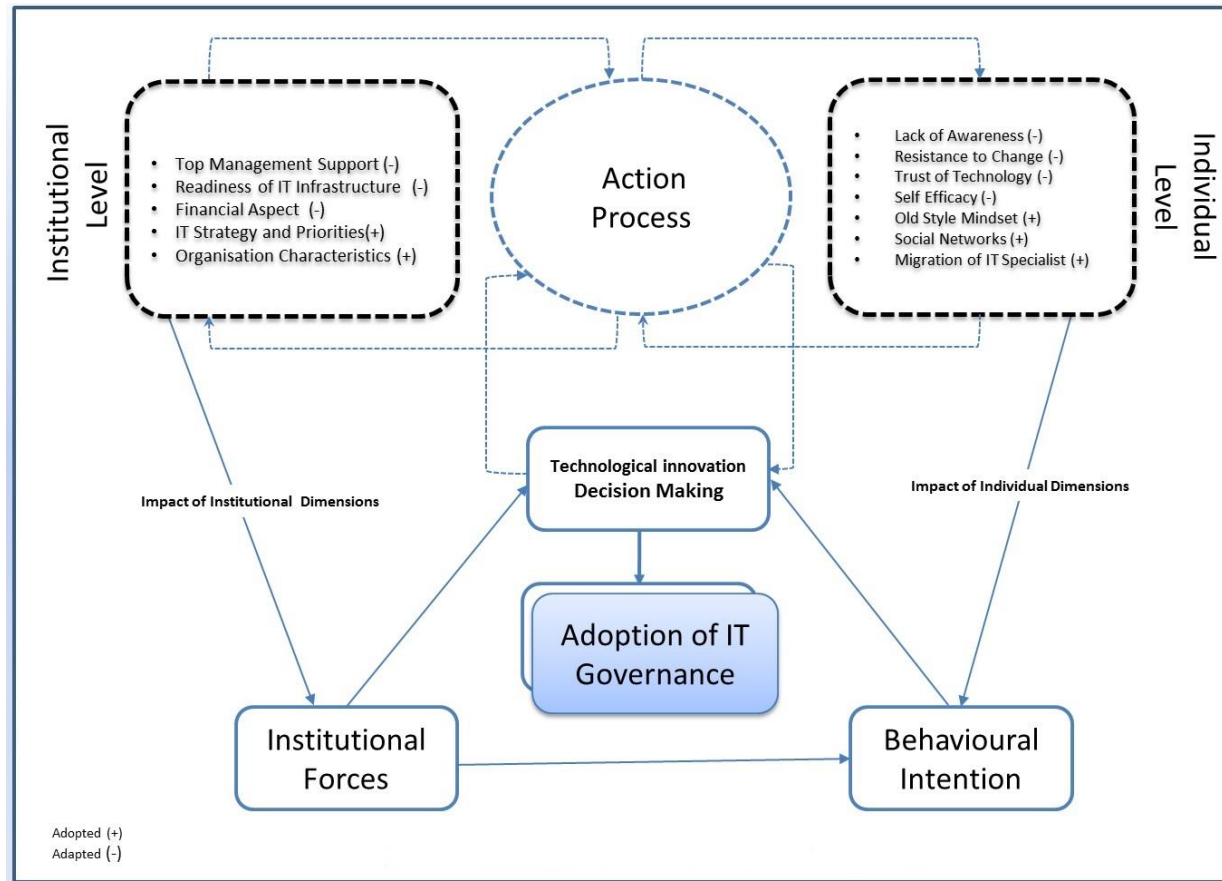 Institutional
Level
• Top Management Support (-)
• Readiness of IT Infrastructure (-)
• Financial Aspect (-)
• IT Strategy and Priorities(+)
• Organisation Characteristics (+)
Action
Process
• Lack of Awareness (-)
• Resistance to Change (-)
• Trust of Technology (-)
• Self Efficacy (-)
• Old Style Mindset (+)
• Social Networks (+)
• Migration of IT Specialist (+)
Individual
Level
Technological innovation
Decision Making
Impact of Institutional Dimensions
Impact of Individual Dimensions
Adoption of IT
Governance
Institutional
Forces
Behavioural
Intention
Adopted (+)
Adapted (-)